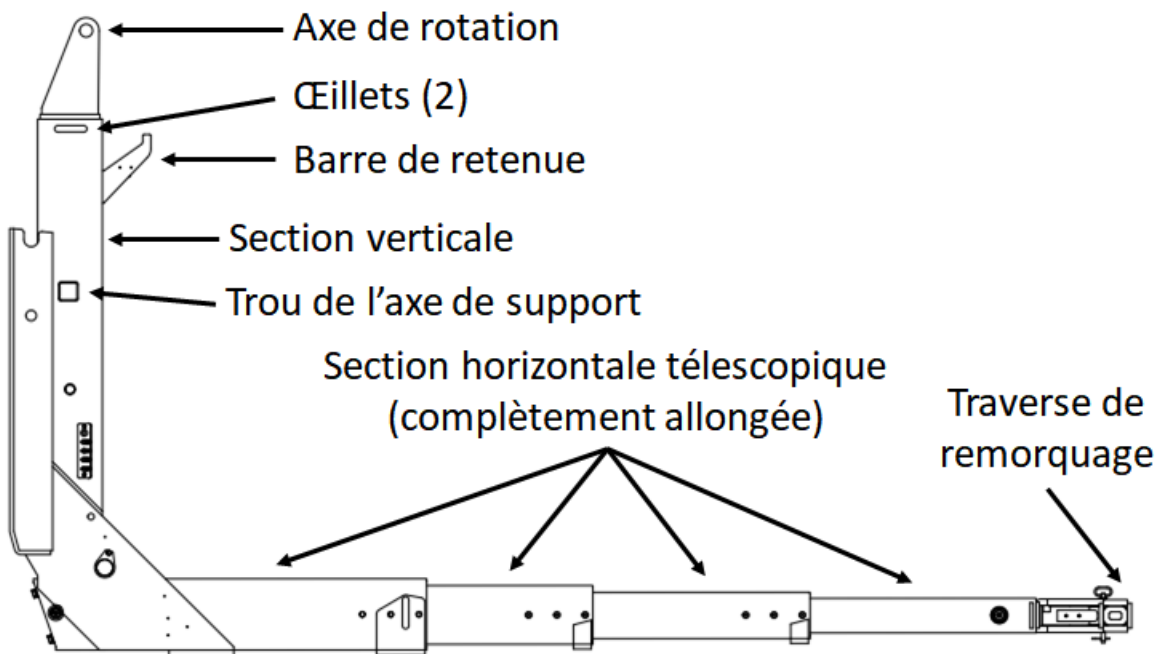 Axe de rotation
Œillets (2)
Barre de retenue
Section verticale
Trou de l’axe de support
Section horizontale télescopique
(complètement allongée)
Traverse de
remorquage